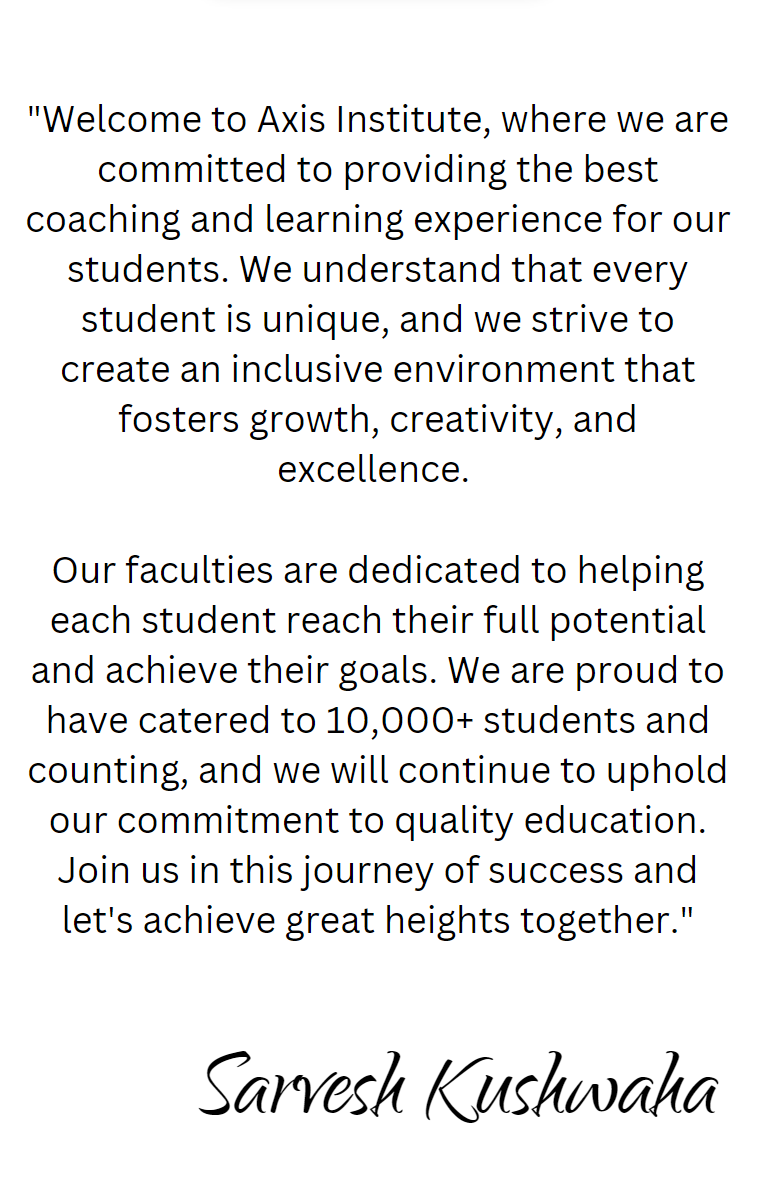 "Welcome to Axis Institute, where we are
committed to providing the best
coaching and learning experience for our
students. We understand that every
student is unique, and we strive to
create an inclusive environment that
fosters growth, creativity, and
excellence.
Our faculties are dedicated to helping
each student reach their full potential
and achieve their goals. We are proud to
have catered to 10,000+ students and
counting, and we will continue to uphold
our commitment to quality education.
Join us in this journey of success and
let's achieve great heights together."
Sarvesh Kushwaha